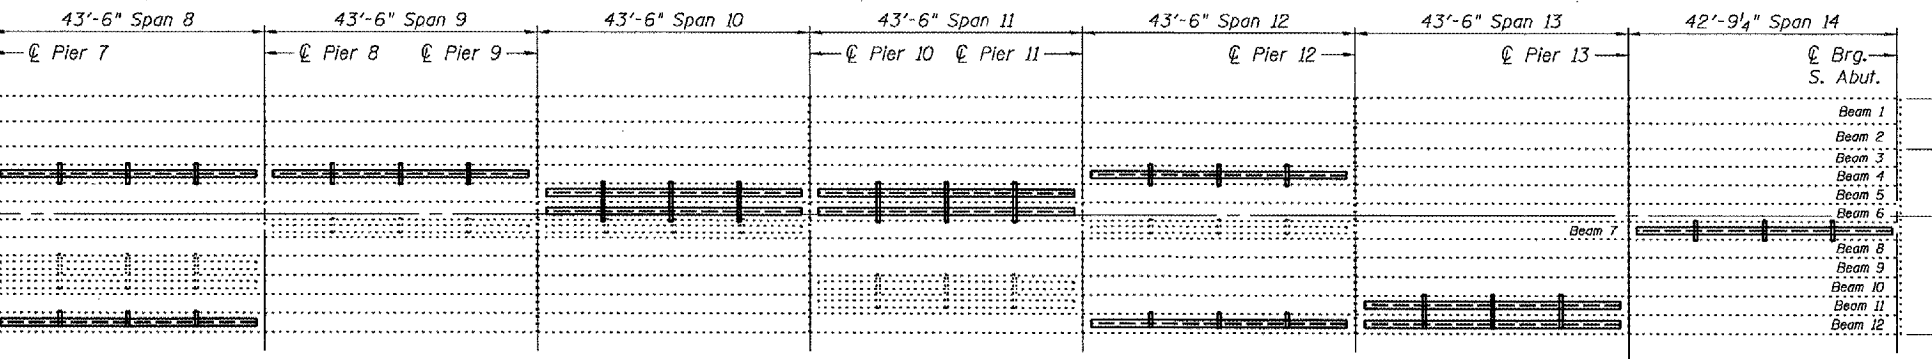 43'-6" Span 8
43'-6" Span 9
43'-6" Span 10
43'-6" Span 11
43'-6" Span 12
43'-6" Span 13
42'-9¼" Span 14
℄ Pier 7
℄ Pier 8
℄ Pier 9
℄ Pier 10
℄ Pier 11
℄ Pier 12
℄ Pier 13
℄ Brg.
S. Abut.
Beam 1
Beam 2
Beam 3
Beam 4
Beam 5
Beam 6
Beam 7
Beam 8
Beam 9
Beam 10
Beam 11
Beam 12